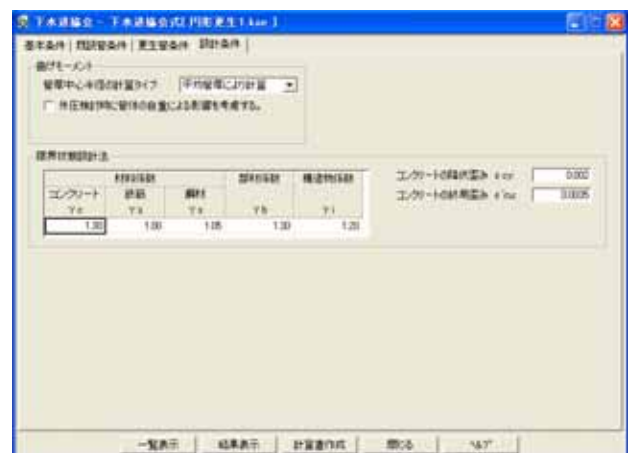 下水道協会 - 下水道協会式[円形更生1.kae]
基本条件 既設管条件 更生管条件 設計条件
曲げモーメント
管厚中心半径の計算タイプ 平均管厚により計算
外圧検討時に管体の自重による影響を考慮する。
限界状態設計法
材料係数 部材係数 構造物係数
コンクリート 鉄筋 鋼材
γc γs γs γb γi
1.30 1.00 1.05 1.30 1.20
コンクリートの降伏歪み ε'cy 0.002
コンクリートの終局歪み ε'cu 0.0035
一覧表示 結果表示 計算書作成 閉じる ヘルプ